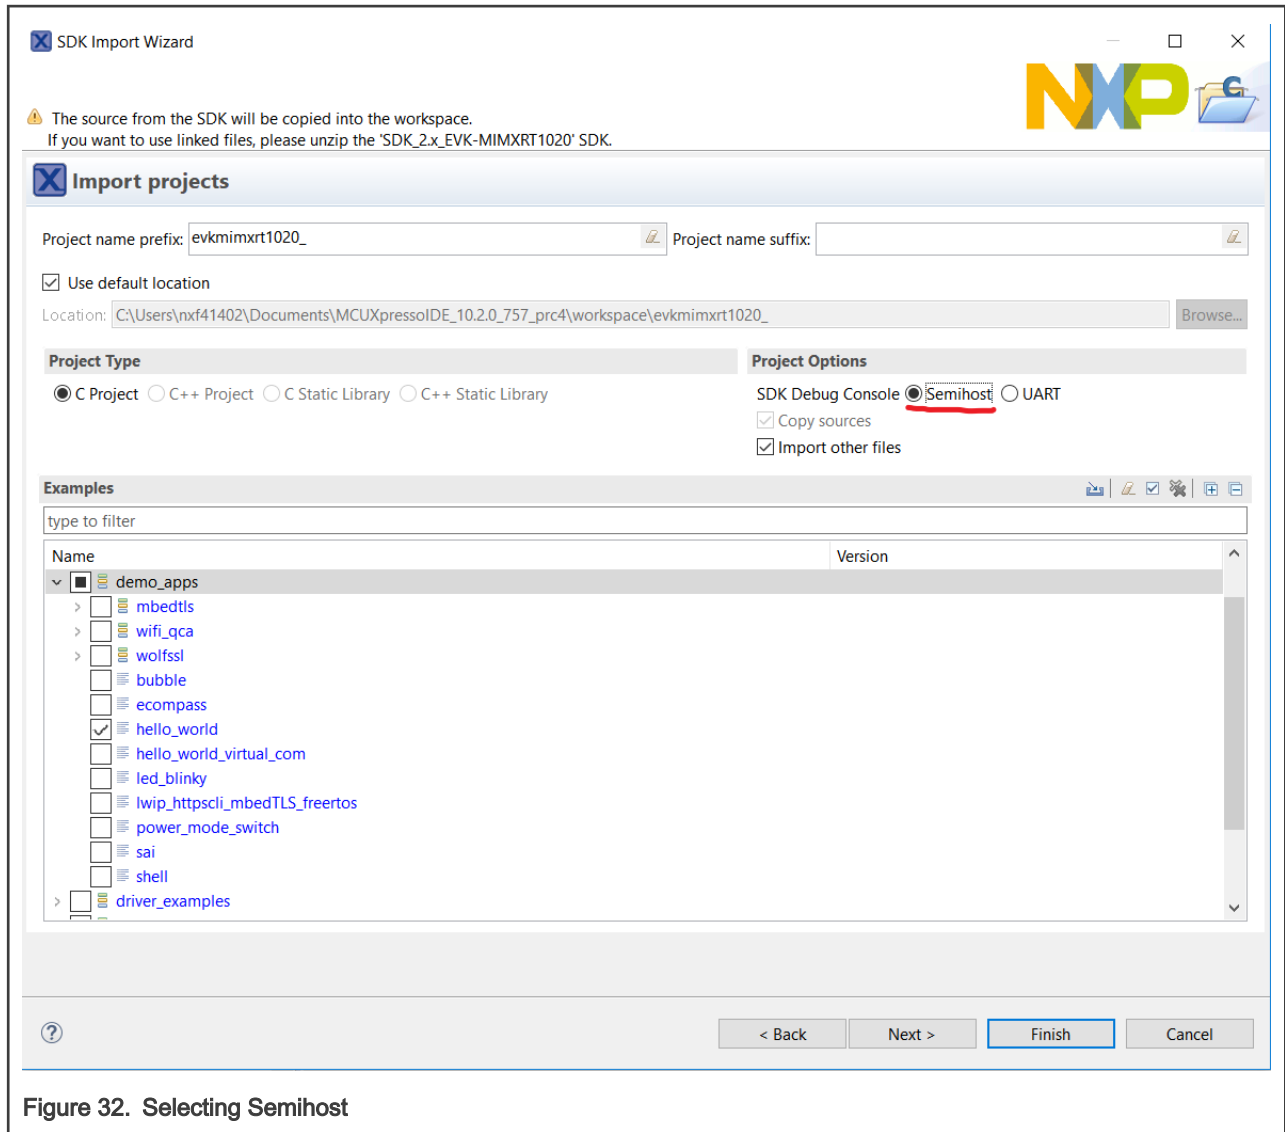 SDK Import Wizard
NXP
The source from the SDK will be copied into the workspace.
If you want to use linked files, please unzip the 'SDK_2.x_EVK-MIMXRT1020' SDK.
Import projects
Project name prefix: evkmimxrt1020_ Project name suffix:
Use default location
Location: C:\Users\nxf41402\Documents\MCUXpressoIDE_10.2.0_757_prc4\workspace\evkmimxrt1020_ Browse...
Project Type Project Options
C Project C++ Project C Static Library C++ Static Library SDK Debug Console Semihost UART
Copy sources
Import other files
Examples
type to filter
Name Version
demo_apps
mbedtls
wifi_qca
wolfssl
bubble
ecompass
hello_world
hello_world_virtual_com
led_blinky
lwip_httpscli_mbedTLS_freertos
power_mode_switch
sai
shell
driver_examples
< Back Next > Finish Cancel
Figure 32. Selecting Semihost